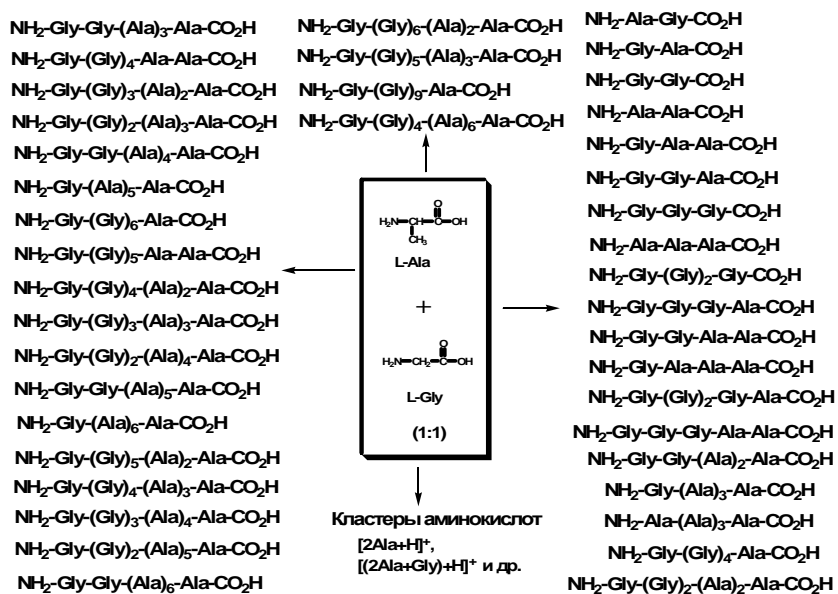 NH₂-Gly-Gly-(Ala)₃-Ala-CO₂H
NH₂-Gly-(Gly)₄-Ala-Ala-CO₂H
NH₂-Gly-(Gly)₃-(Ala)₂-Ala-CO₂H
NH₂-Gly-(Gly)₂-(Ala)₃-Ala-CO₂H
NH₂-Gly-Gly-(Ala)₄-Ala-CO₂H
NH₂-Gly-(Ala)₅-Ala-CO₂H
NH₂-Gly-(Gly)₆-Ala-CO₂H
NH₂-Gly-(Gly)₅-Ala-Ala-CO₂H
NH₂-Gly-(Gly)₄-(Ala)₂-Ala-CO₂H
NH₂-Gly-(Gly)₃-(Ala)₃-Ala-CO₂H
NH₂-Gly-(Gly)₂-(Ala)₄-Ala-CO₂H
NH₂-Gly-Gly-(Ala)₅-Ala-CO₂H
NH₂-Gly-(Ala)₆-Ala-CO₂H
NH₂-Gly-(Gly)₅-(Ala)₂-Ala-CO₂H
NH₂-Gly-(Gly)₄-(Ala)₃-Ala-CO₂H
NH₂-Gly-(Gly)₃-(Ala)₄-Ala-CO₂H
NH₂-Gly-(Gly)₂-(Ala)₅-Ala-CO₂H
NH₂-Gly-Gly-(Ala)₆-Ala-CO₂H
NH₂-Gly-(Gly)₆-(Ala)₂-Ala-CO₂H
NH₂-Gly-(Gly)₅-(Ala)₃-Ala-CO₂H
NH₂-Gly-(Gly)₉-Ala-CO₂H
NH₂-Gly-(Gly)₄-(Ala)₆-Ala-CO₂H
O
H₂N-CH-C-OH
CH₃
L-Ala
+
O
H₂N-CH₂-C-OH
L-Gly
(1:1)
Кластеры аминокислот
[2Ala+H]⁺,
[(2Ala+Gly)+H]⁺ и др.
NH₂-Ala-Gly-CO₂H
NH₂-Gly-Ala-CO₂H
NH₂-Gly-Gly-CO₂H
NH₂-Ala-Ala-CO₂H
NH₂-Gly-Ala-Ala-CO₂H
NH₂-Gly-Gly-Ala-CO₂H
NH₂-Gly-Gly-Gly-CO₂H
NH₂-Ala-Ala-Ala-CO₂H
NH₂-Gly-(Gly)₂-Gly-CO₂H
NH₂-Gly-Gly-Gly-Ala-CO₂H
NH₂-Gly-Gly-Ala-Ala-CO₂H
NH₂-Gly-Ala-Ala-Ala-CO₂H
NH₂-Gly-(Gly)₂-Gly-Ala-CO₂H
NH₂-Gly-Gly-Gly-Ala-Ala-CO₂H
NH₂-Gly-Gly-(Ala)₂-Ala-CO₂H
NH₂-Gly-(Ala)₃-Ala-CO₂H
NH₂-Ala-(Ala)₃-Ala-CO₂H
NH₂-Gly-(Gly)₄-Ala-CO₂H
NH₂-Gly-(Gly)₂-(Ala)₂-Ala-CO₂H